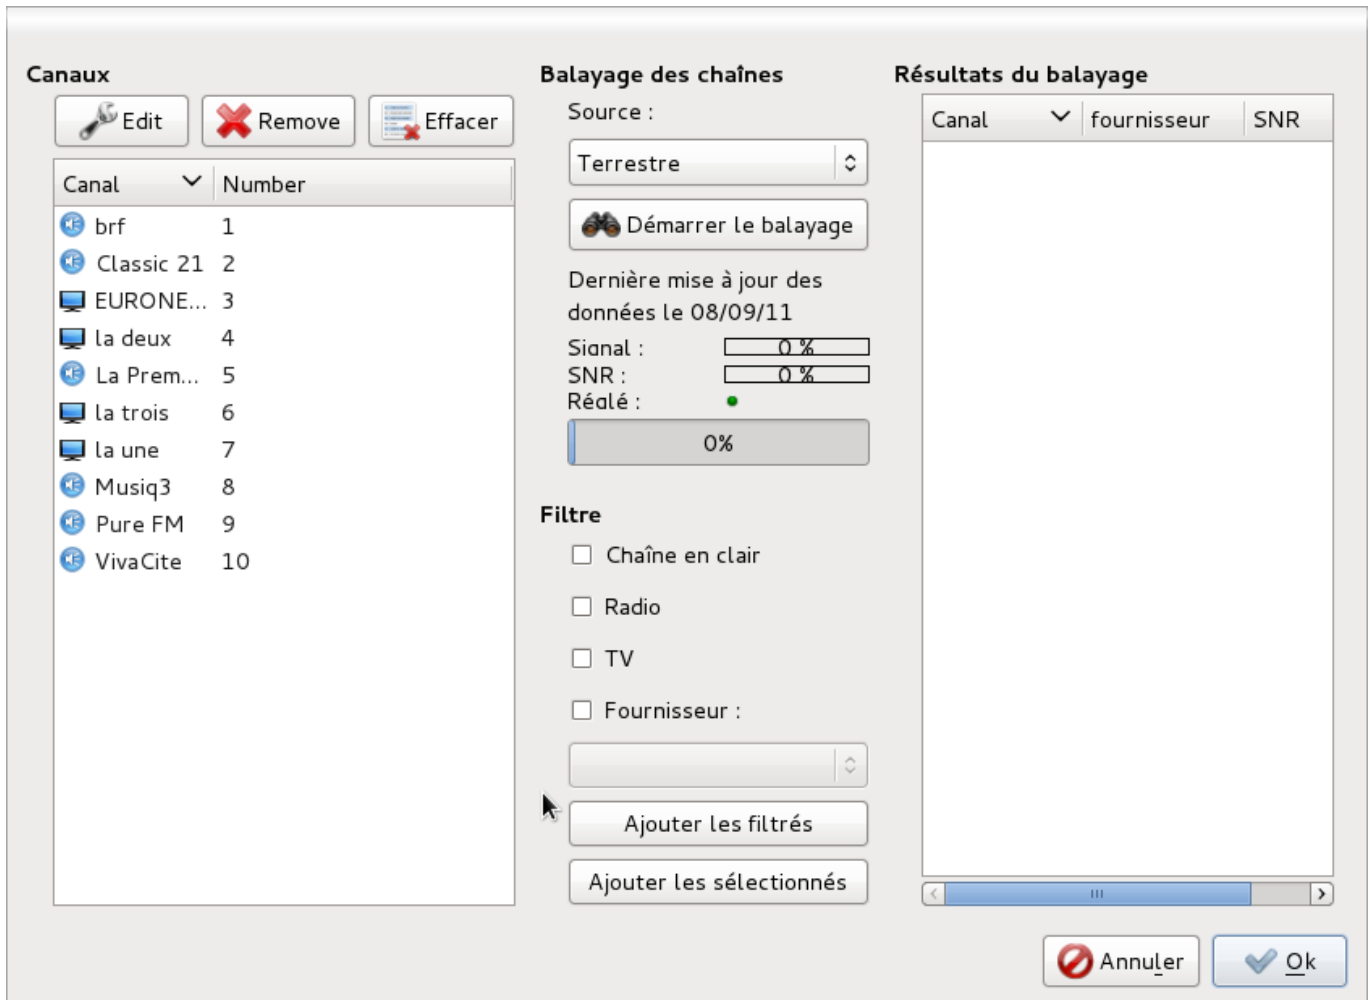 Canaux
Edit Remove Effacer
Canal Number
brf 1
Classic 21 2
EURONE... 3
la deux 4
La Prem... 5
la trois 6
la une 7
Musiq3 8
Pure FM 9
VivaCite 10
Balayage des chaînes
Source :
Terrestre
Démarrer le balayage
Dernière mise à jour des
données le 08/09/11
Signal : 0 %
SNR : 0 %
Réglé :
0%
Filtre
Chaîne en clair
Radio
TV
Fournisseur :
Ajouter les filtrés
Ajouter les sélectionnés
Résultats du balayage
Canal fournisseur SNR
Annuler Ok